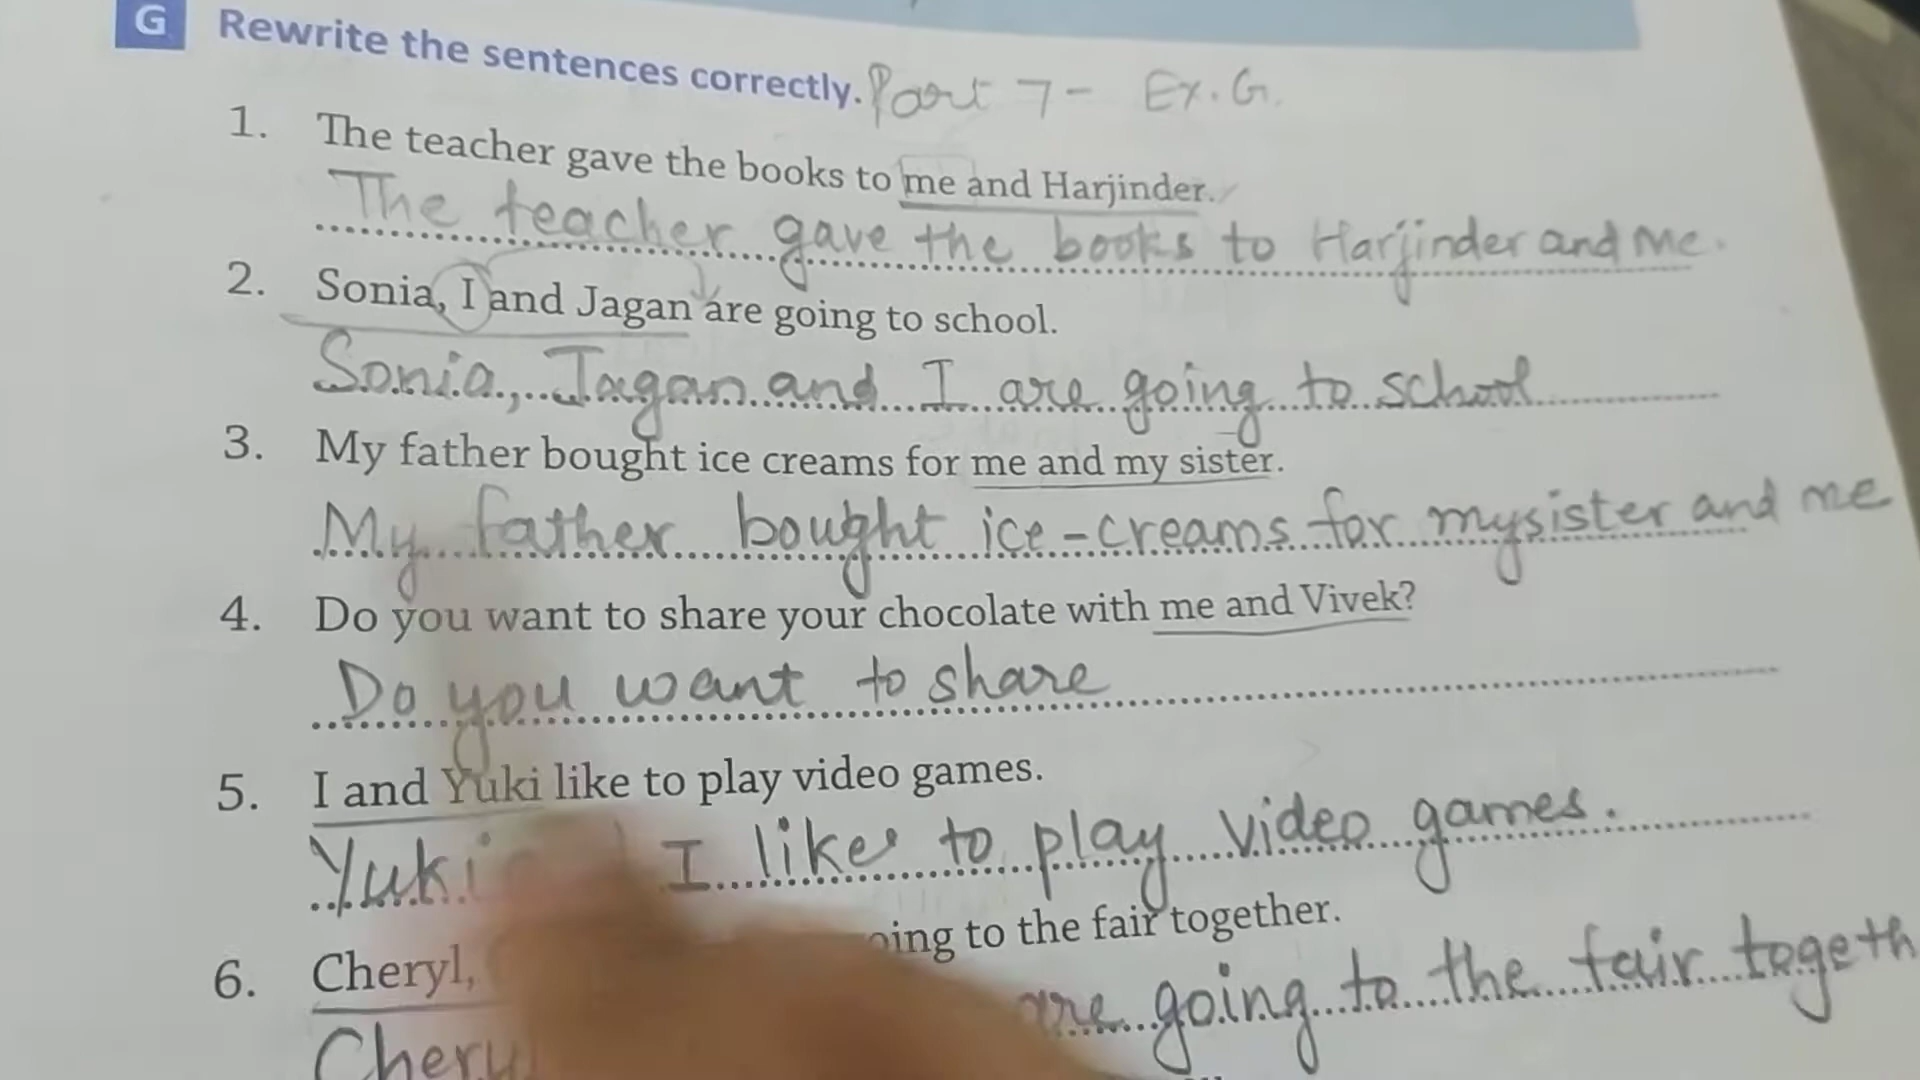 G Rewrite the sentences correctly. Part 7 - Ex. G.
1. The teacher gave the books to me and Harjinder.
The teacher gave the books to Harjinder and me.
2. Sonia, I and Jagan are going to school.
Sonia, Jagan and I are going to school
3. My father bought ice creams for me and my sister.
My father bought ice-creams for my sister and me
4. Do you want to share your chocolate with me and Vivek?
Do you want to share
5. I and Yuki like to play video games.
Yuki I like to play video games.
6. Cheryl, going to the fair together.
are going to the fair togeth